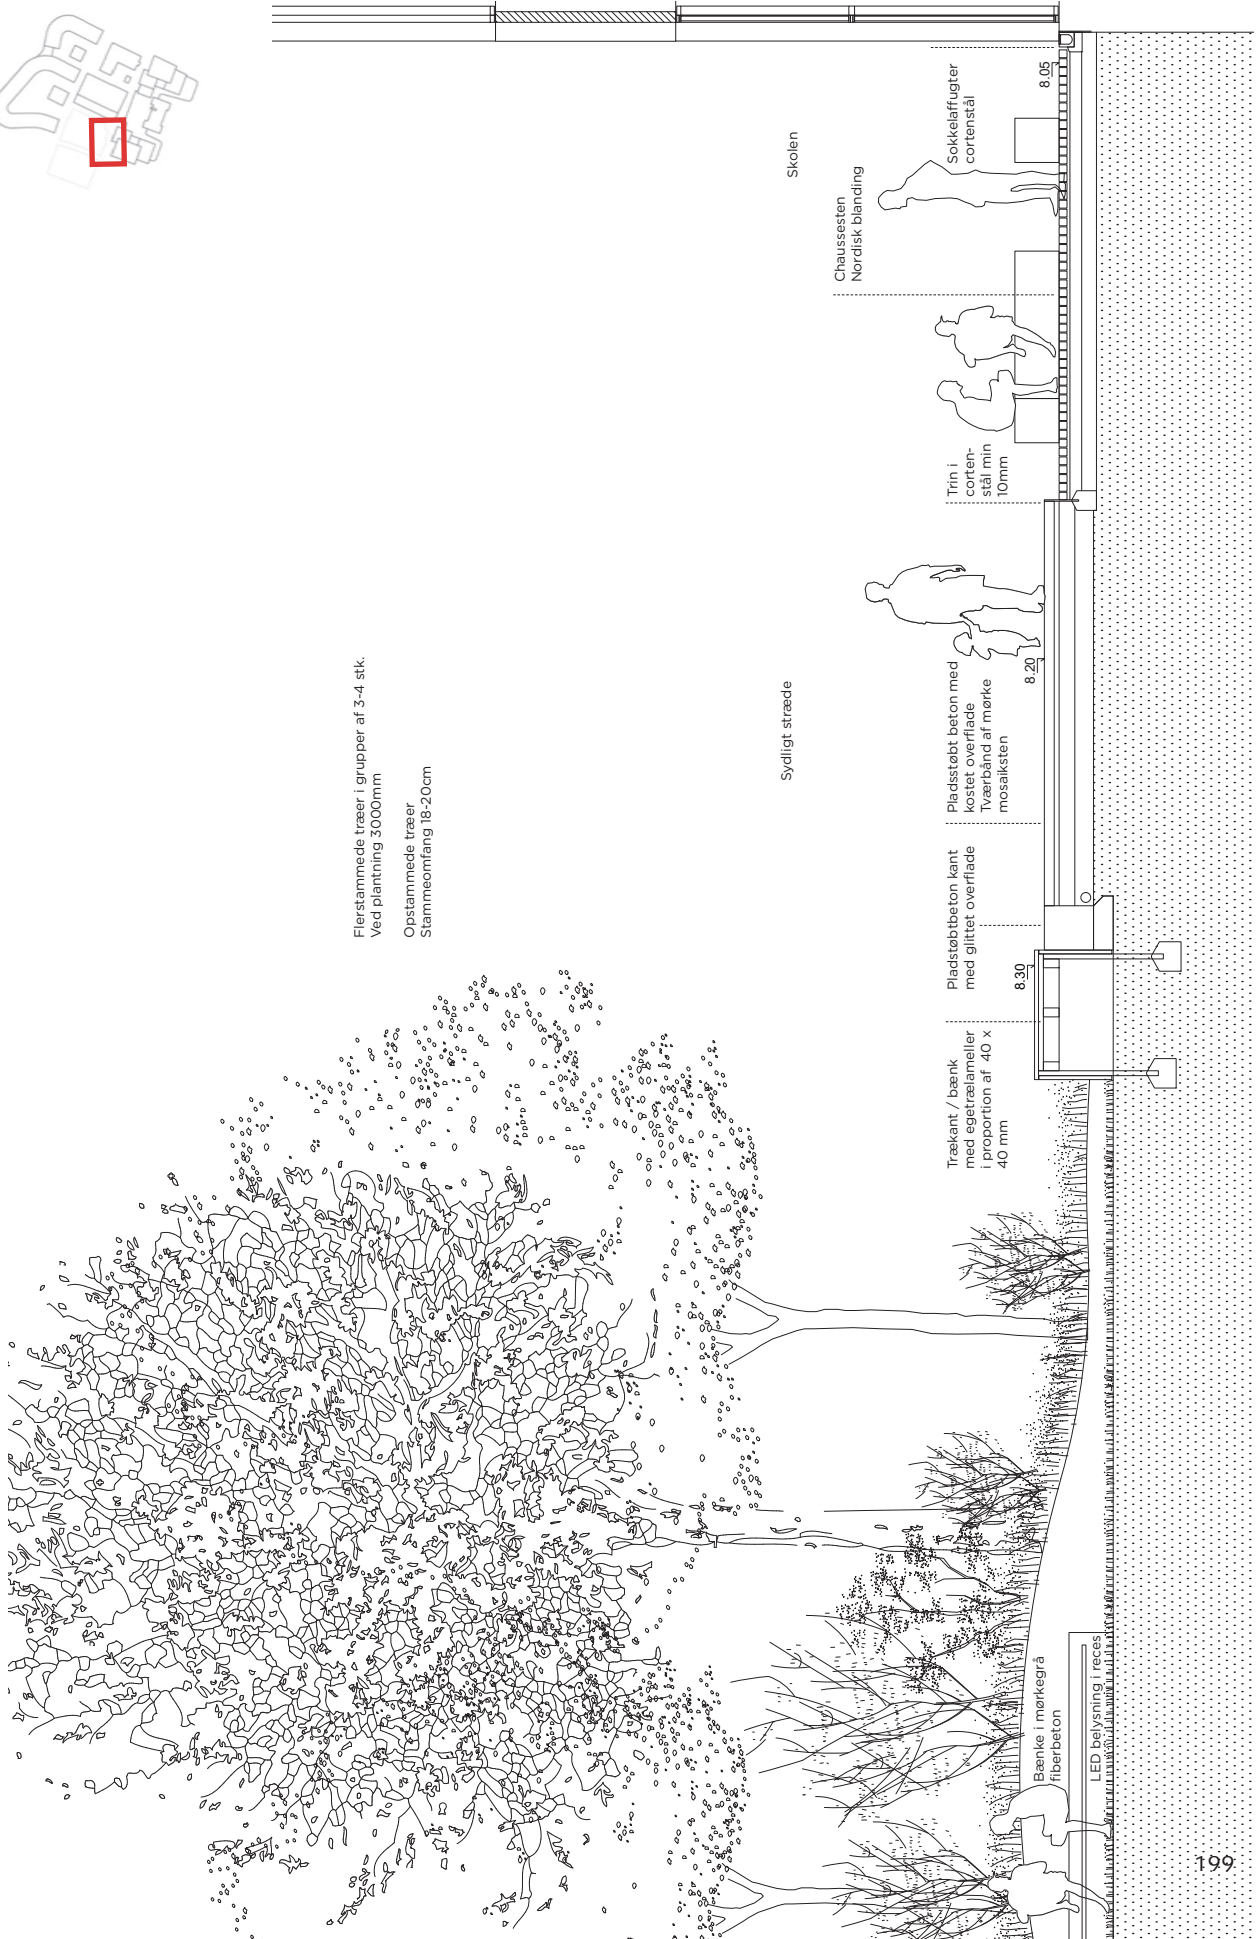 Flerstammede træer i grupper af 3-4 stk.
Ved plantning 3000mm
Opstammede træer
Stammeomfang 18-20cm
Sydligt stræde
Skolen
Bænke i mørkegrå
fiberbeton
LED belysning i reces
Trækant / bænk
med egetrælameller
i proportion af 40 x
40 mm
8.30
Pladstøbtbeton kant
med glittet overflade
Pladsstøbt beton med
kostet overflade
Tværbånd af mørke
mosaiksten
8.20
Trin i
corten-
stål min
10mm
Chaussesten
Nordisk blanding
Sokkelaffugter
cortenstål
8.05
199